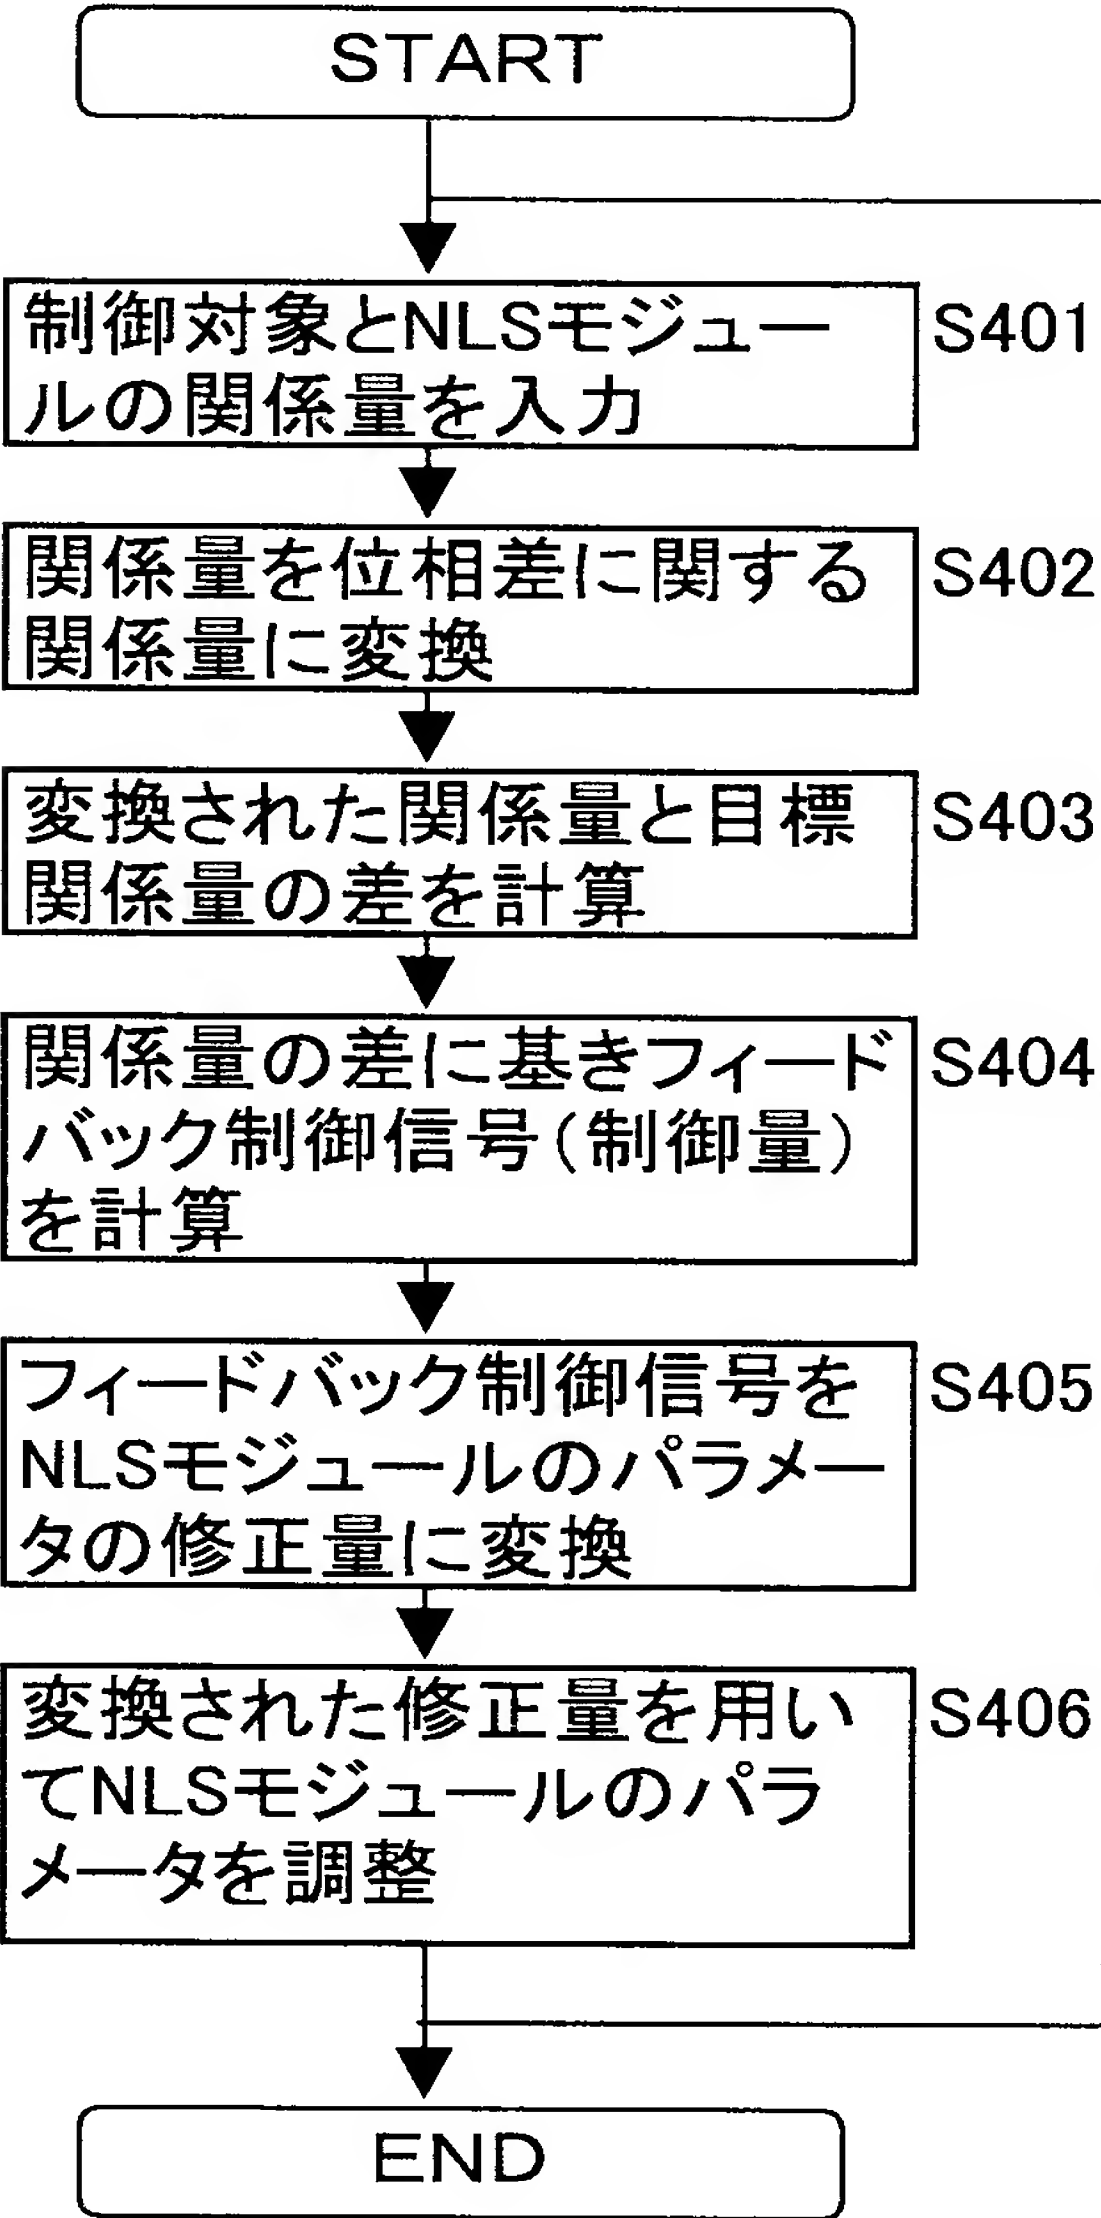 START
制御対象とNLSモジュー
ルの関係量を入力
S401
関係量を位相差に関する
関係量に変換
S402
変換された関係量と目標
関係量の差を計算
S403
関係量の差に基きフィード
バック制御信号(制御量)
を計算
S404
フィードバック制御信号を
NLSモジュールのパラメー
タの修正量に変換
S405
変換された修正量を用い
てNLSモジュールのパラ
メータを調整
S406
END